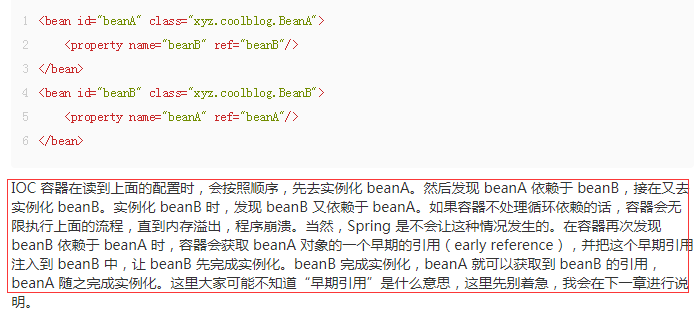 1 <bean id="beanA" class="xyz.coolblog.BeanA">
2     <property name="beanB" ref="beanB"/>
3 </bean>
4 <bean id="beanB" class="xyz.coolblog.BeanB">
5     <property name="beanA" ref="beanA"/>
6 </bean>
IOC 容器在读到上面的配置时，会按照顺序，先去实例化 beanA。然后发现 beanA 依赖于 beanB，接在又去
实例化 beanB。实例化 beanB 时，发现 beanB 又依赖于 beanA。如果容器不处理循环依赖的话，容器会无
限执行上面的流程，直到内存溢出，程序崩溃。当然，Spring 是不会让这种情况发生的。在容器再次发现
beanB 依赖于 beanA 时，容器会获取 beanA 对象的一个早期的引用（early reference），并把这个早期引用
注入到 beanB 中，让 beanB 先完成实例化。beanB 完成实例化，beanA 就可以获取到 beanB 的引用，
beanA 随之完成实例化。这里大家可能不知道“早期引用”是什么意思，这里先别着急，我会在下一章进行说
明。